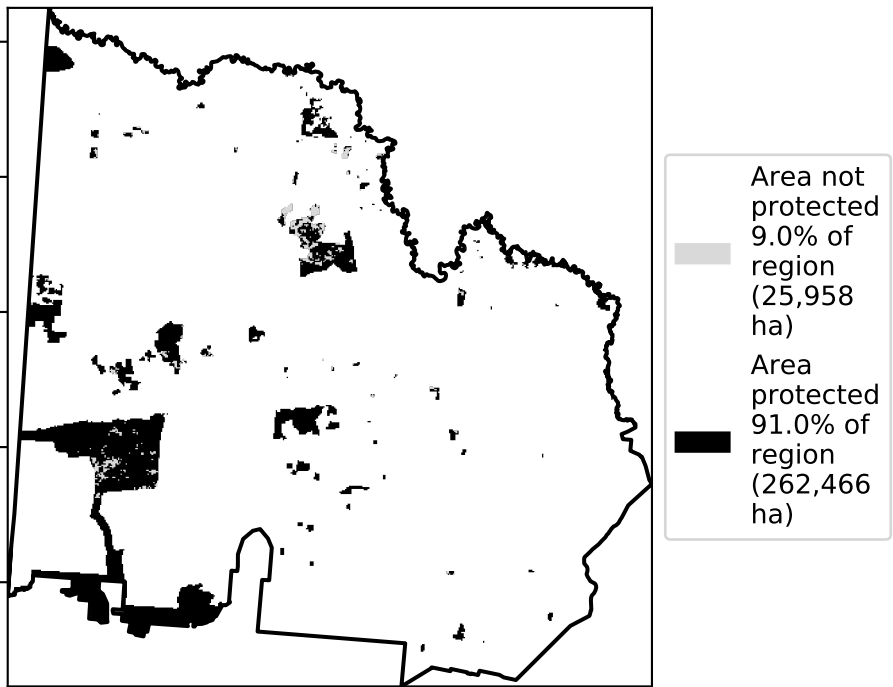 Area not
protected
9.0% of
region
(25,958
ha)
Area
protected
91.0% of
region
(262,466
ha)